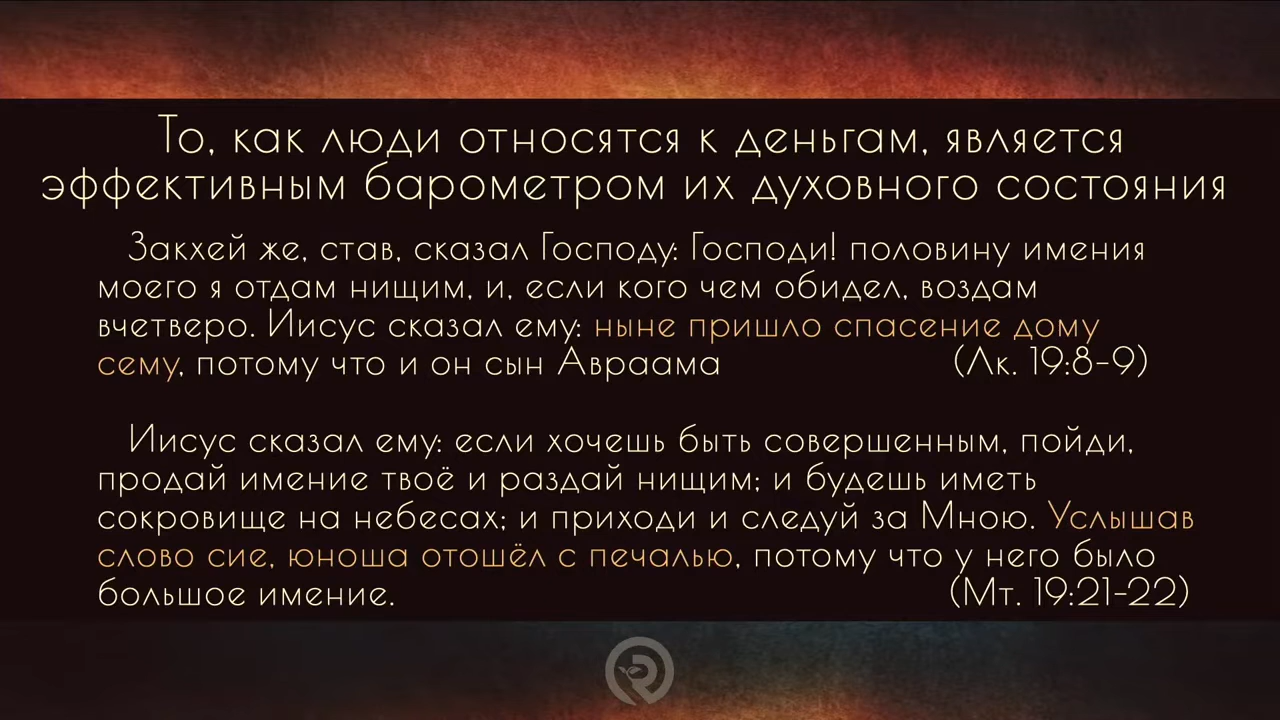 То, как люди относятся к деньгам, является
эффективным барометром их духовного состояния
Закхей же, став, сказал Господу: Господи! половину имения
моего я отдам нищим, и, если кого чем обидел, воздам
вчетверо. Иисус сказал ему: ныне пришло спасение дому
сему, потому что и он сын Авраама (Лк. 19:8–9)
Иисус сказал ему: если хочешь быть совершенным, пойди,
продай имение твоё и раздай нищим; и будешь иметь
сокровище на небесах; и приходи и следуй за Мною. Услышав
слово сие, юноша отошёл с печалью, потому что у него было
большое имение. (Мт. 19:21–22)